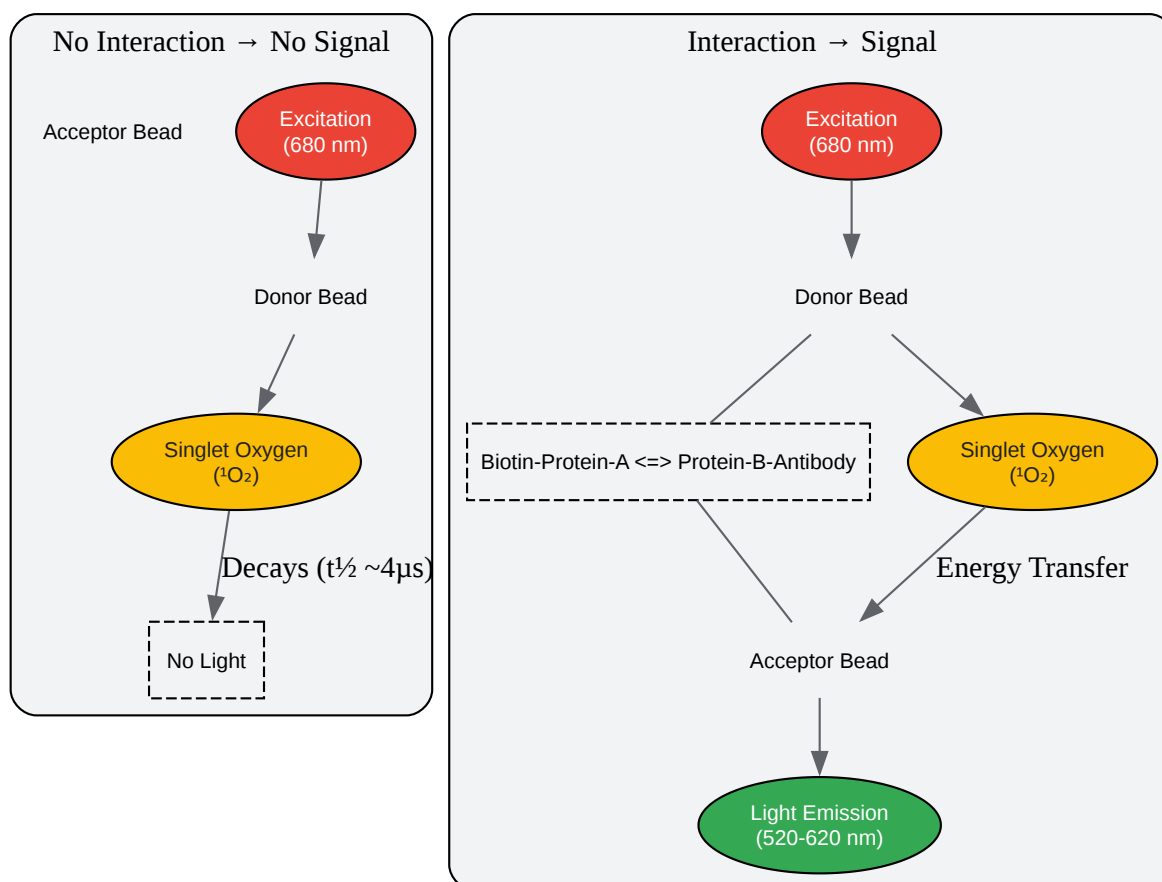 No Interaction → No Signal
Acceptor Bead
Excitation
(680 nm)
Donor Bead
Singlet Oxygen
(¹O₂)
Decays (t½ ~4µs)
No Light
Interaction → Signal
Excitation
(680 nm)
Donor Bead
Biotin-Protein-A <=> Protein-B-Antibody
Singlet Oxygen
(¹O₂)
Energy Transfer
Acceptor Bead
Light Emission
(520-620 nm)